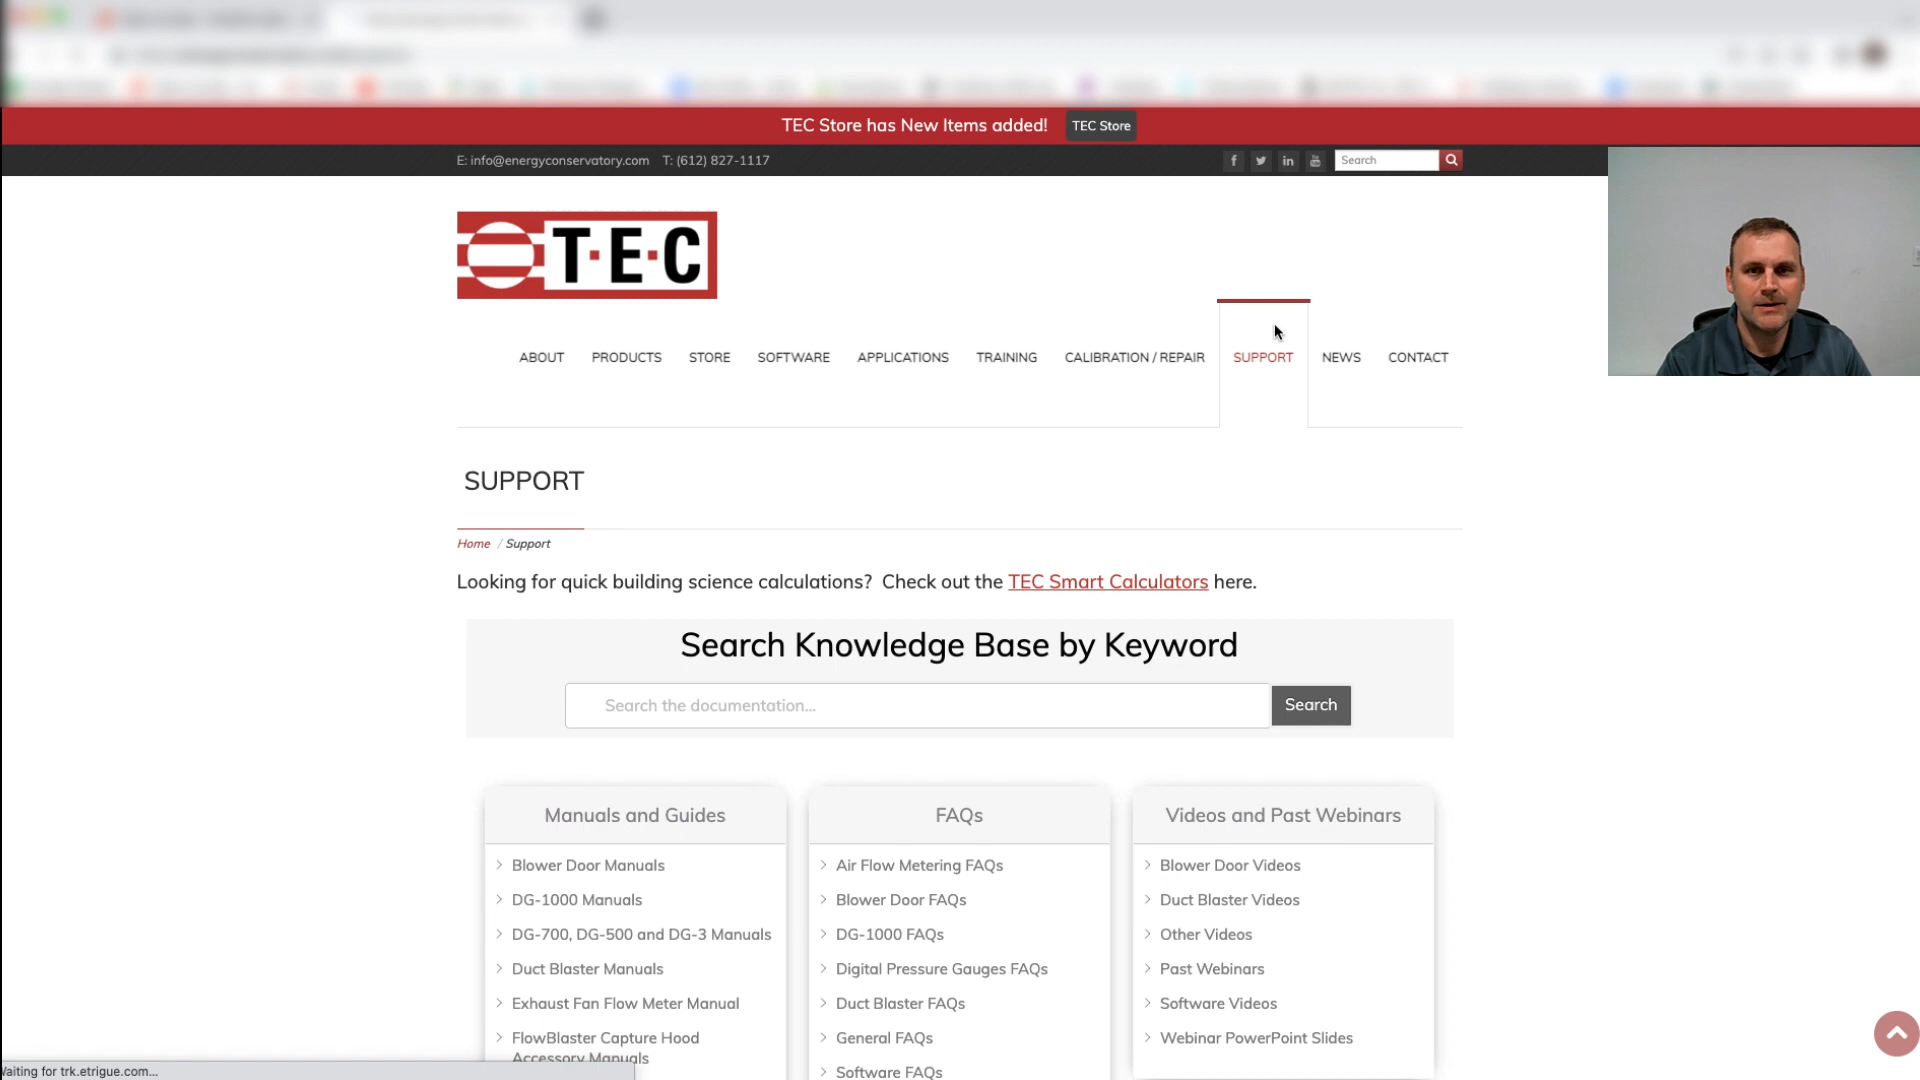 TEC Store has New Items added! TEC Store
E: info@energyconservatory.com T: (612) 827-1117 Search
T·E·C
ABOUT PRODUCTS STORE SOFTWARE APPLICATIONS TRAINING CALIBRATION / REPAIR SUPPORT NEWS CONTACT
SUPPORT
Home / Support
Looking for quick building science calculations? Check out the TEC Smart Calculators here.
Search Knowledge Base by Keyword
Search the documentation... Search
Manuals and Guides
Blower Door Manuals
DG-1000 Manuals
DG-700, DG-500 and DG-3 Manuals
Duct Blaster Manuals
Exhaust Fan Flow Meter Manual
FlowBlaster Capture Hood
Accessory Manuals
FAQs
Air Flow Metering FAQs
Blower Door FAQs
DG-1000 FAQs
Digital Pressure Gauges FAQs
Duct Blaster FAQs
General FAQs
Software FAQs
Videos and Past Webinars
Blower Door Videos
Duct Blaster Videos
Other Videos
Past Webinars
Software Videos
Webinar PowerPoint Slides
Waiting for trk.etrigue.com...